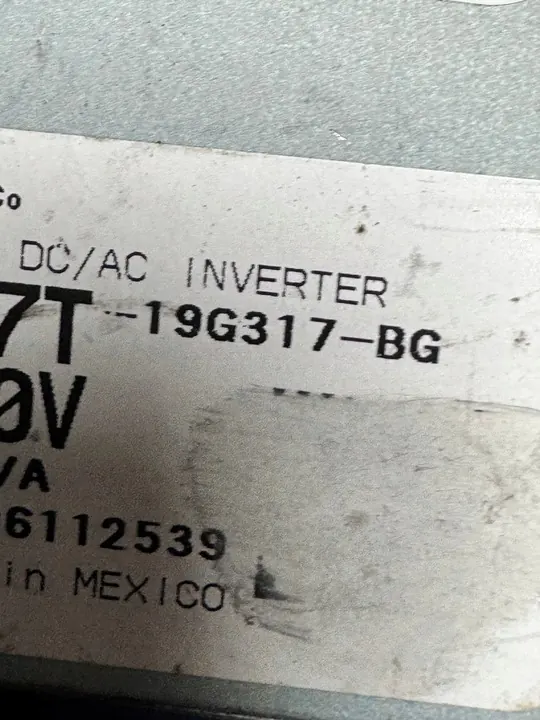 Co
DC/AC INVERTER
7T-19G317-BG
0V
/A
6112539
in MEXICO